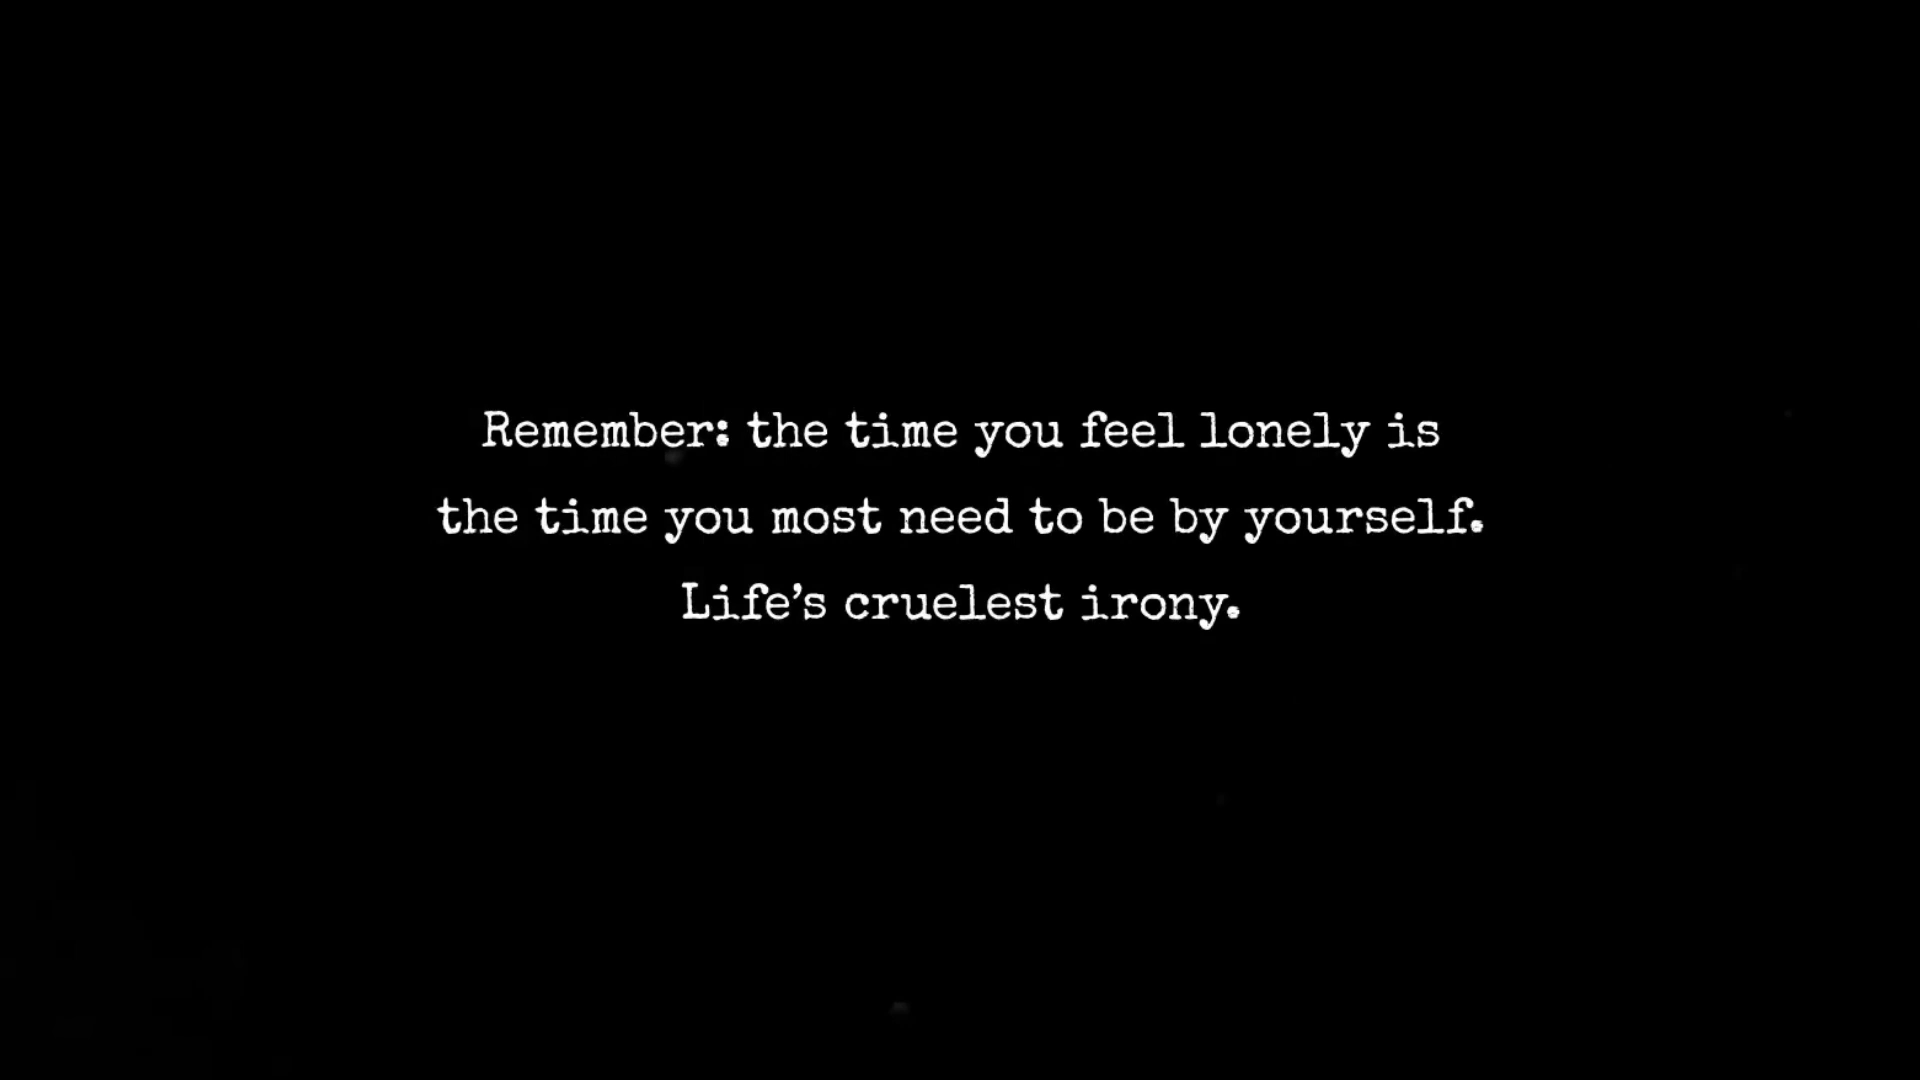 Remember: the time you feel lonely is
the time you most need to be by yourself.
Life’s cruelest irony.